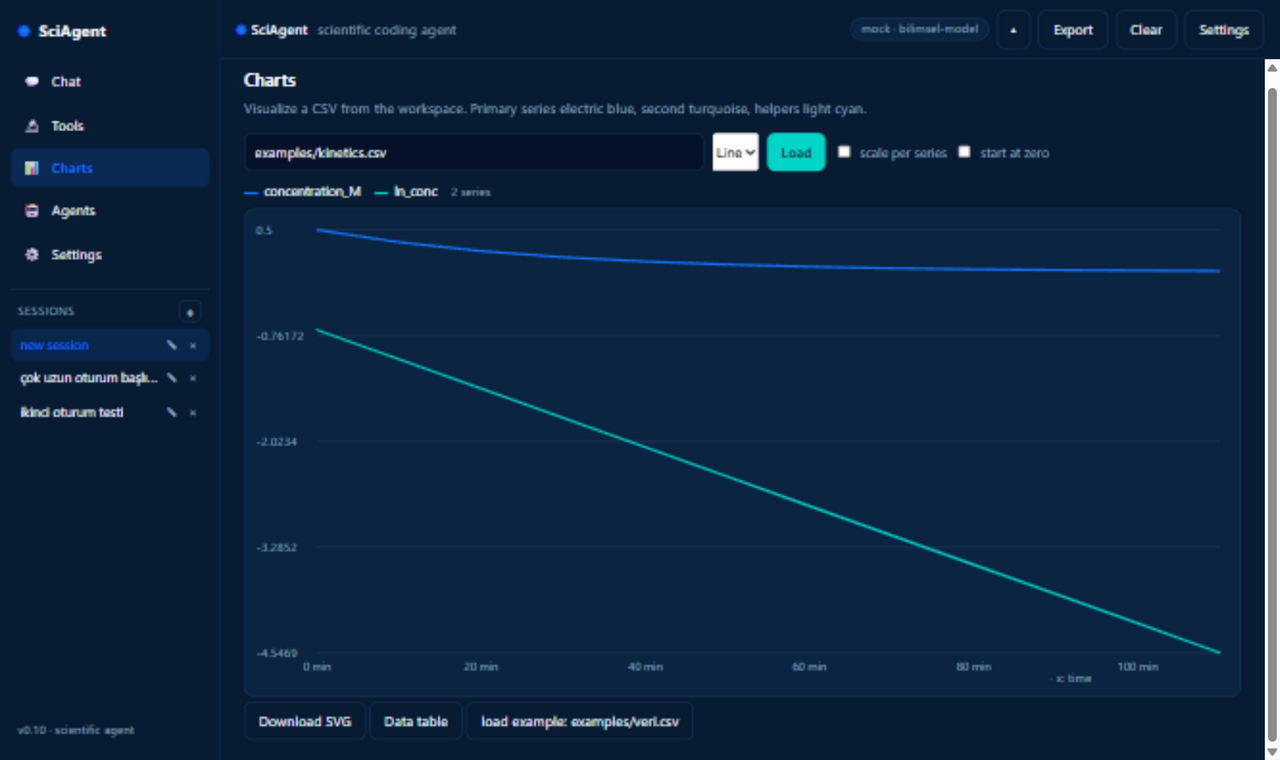 SciAgent
Chat
Tools
Charts
Agents
Settings
SESSIONS
new session
çok uzun oturum başlı...
ikinci oturum testi
v0.10 · scientific agent
SciAgent scientific coding agent
mock · bilimsel-model
Export
Clear
Settings
Charts
Visualize a CSV from the workspace. Primary series electric blue, second turquoise, helpers light cyan.
examples/kinetics.csv
Line
Load
scale per series
start at zero
concentration_M
ln_conc
2 series
0.5
-0.76172
-2.0234
-3.2852
-4.5469
0 min
20 min
40 min
60 min
80 min
100 min
· x: time
Download SVG
Data table
load example: examples/veri.csv